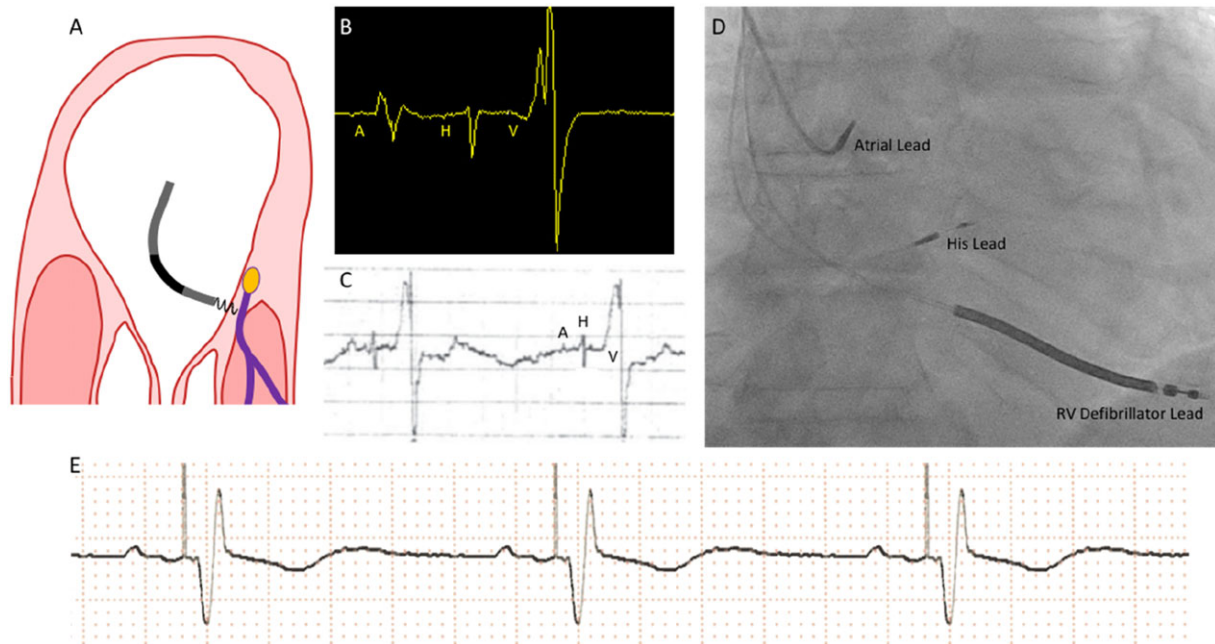 A
B
A
H
V
C
A
H
V
D
Atrial Lead
His Lead
RV Defibrillator Lead
E